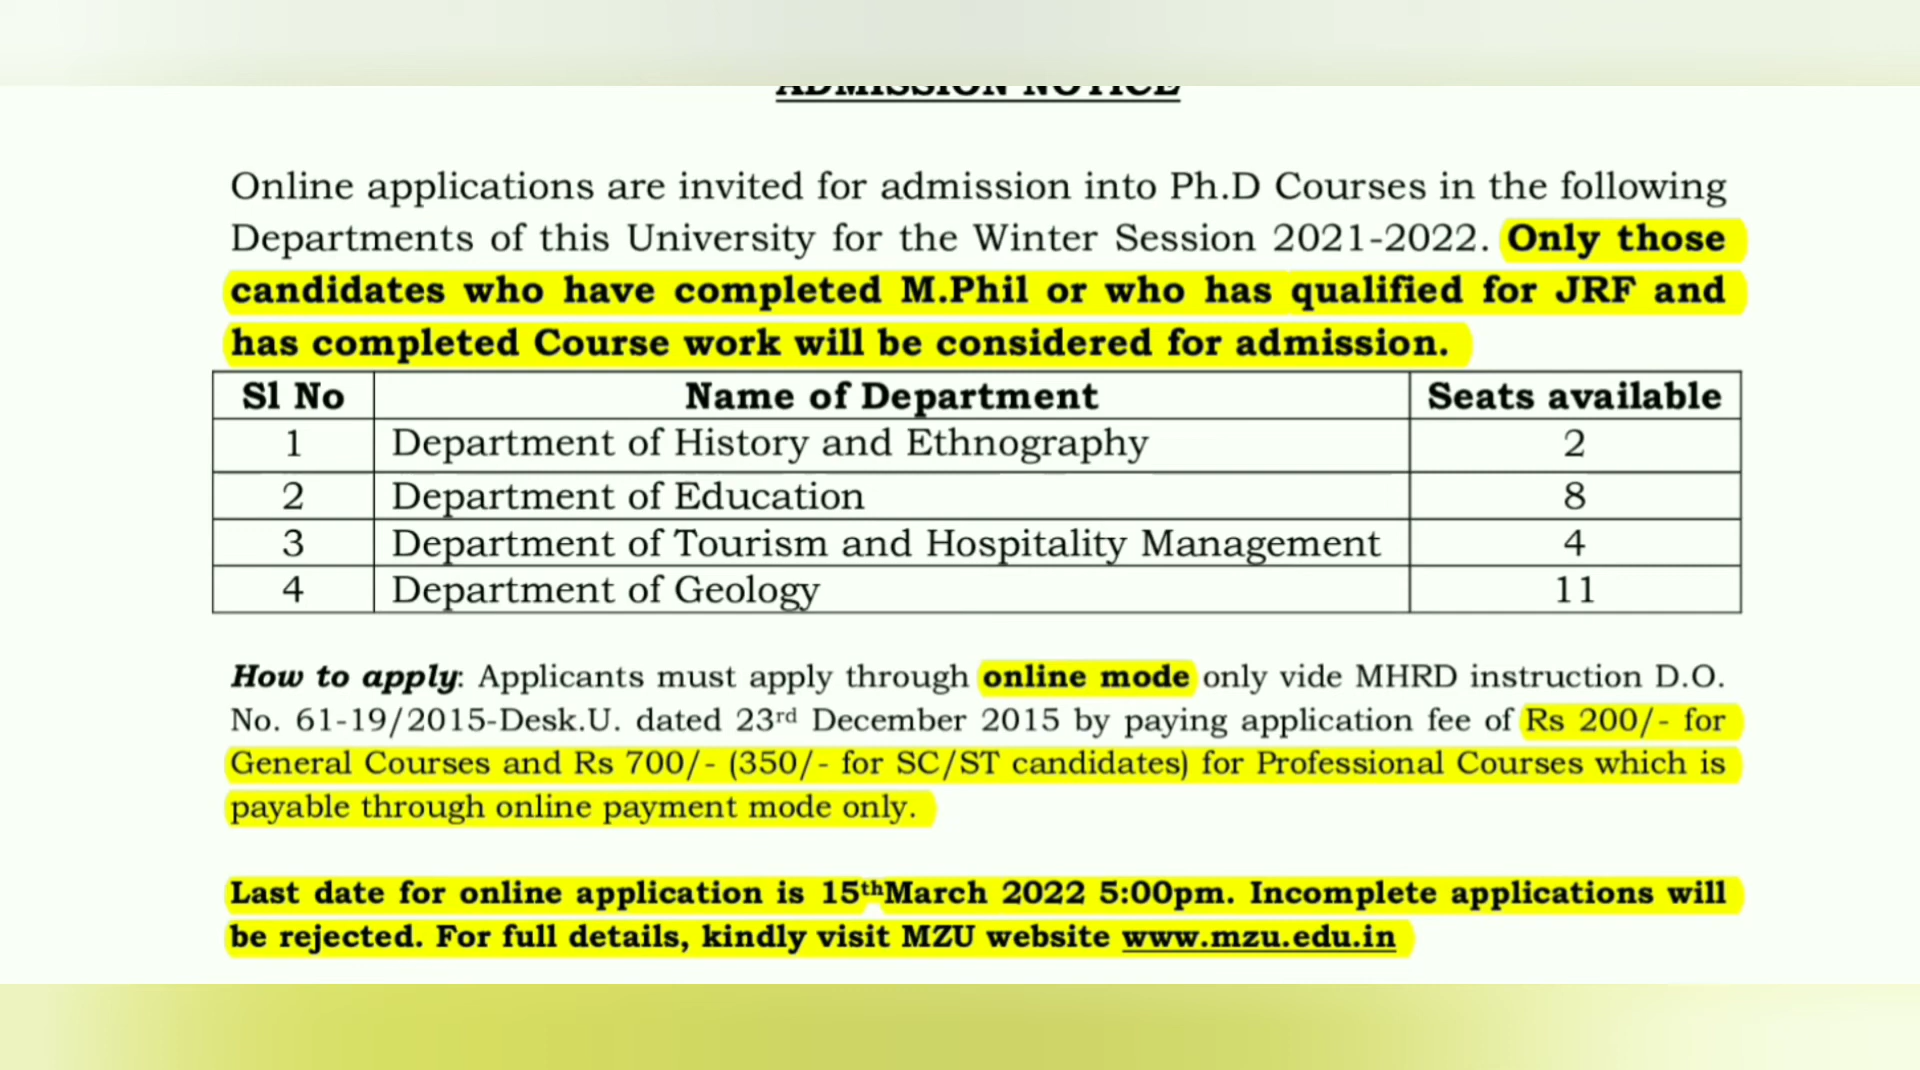 ADMISSION NOTICE
Online applications are invited for admission into Ph.D Courses in the following
Departments of this University for the Winter Session 2021-2022. Only those
candidates who have completed M.Phil or who has qualified for JRF and
has completed Course work will be considered for admission.
Sl No Name of Department Seats available
1 Department of History and Ethnography 2
2 Department of Education 8
3 Department of Tourism and Hospitality Management 4
4 Department of Geology 11
How to apply: Applicants must apply through online mode only vide MHRD instruction D.O.
No. 61-19/2015-Desk.U. dated 23rd December 2015 by paying application fee of Rs 200/- for
General Courses and Rs 700/- (350/- for SC/ST candidates) for Professional Courses which is
payable through online payment mode only.
Last date for online application is 15thMarch 2022 5:00pm. Incomplete applications will
be rejected. For full details, kindly visit MZU website www.mzu.edu.in